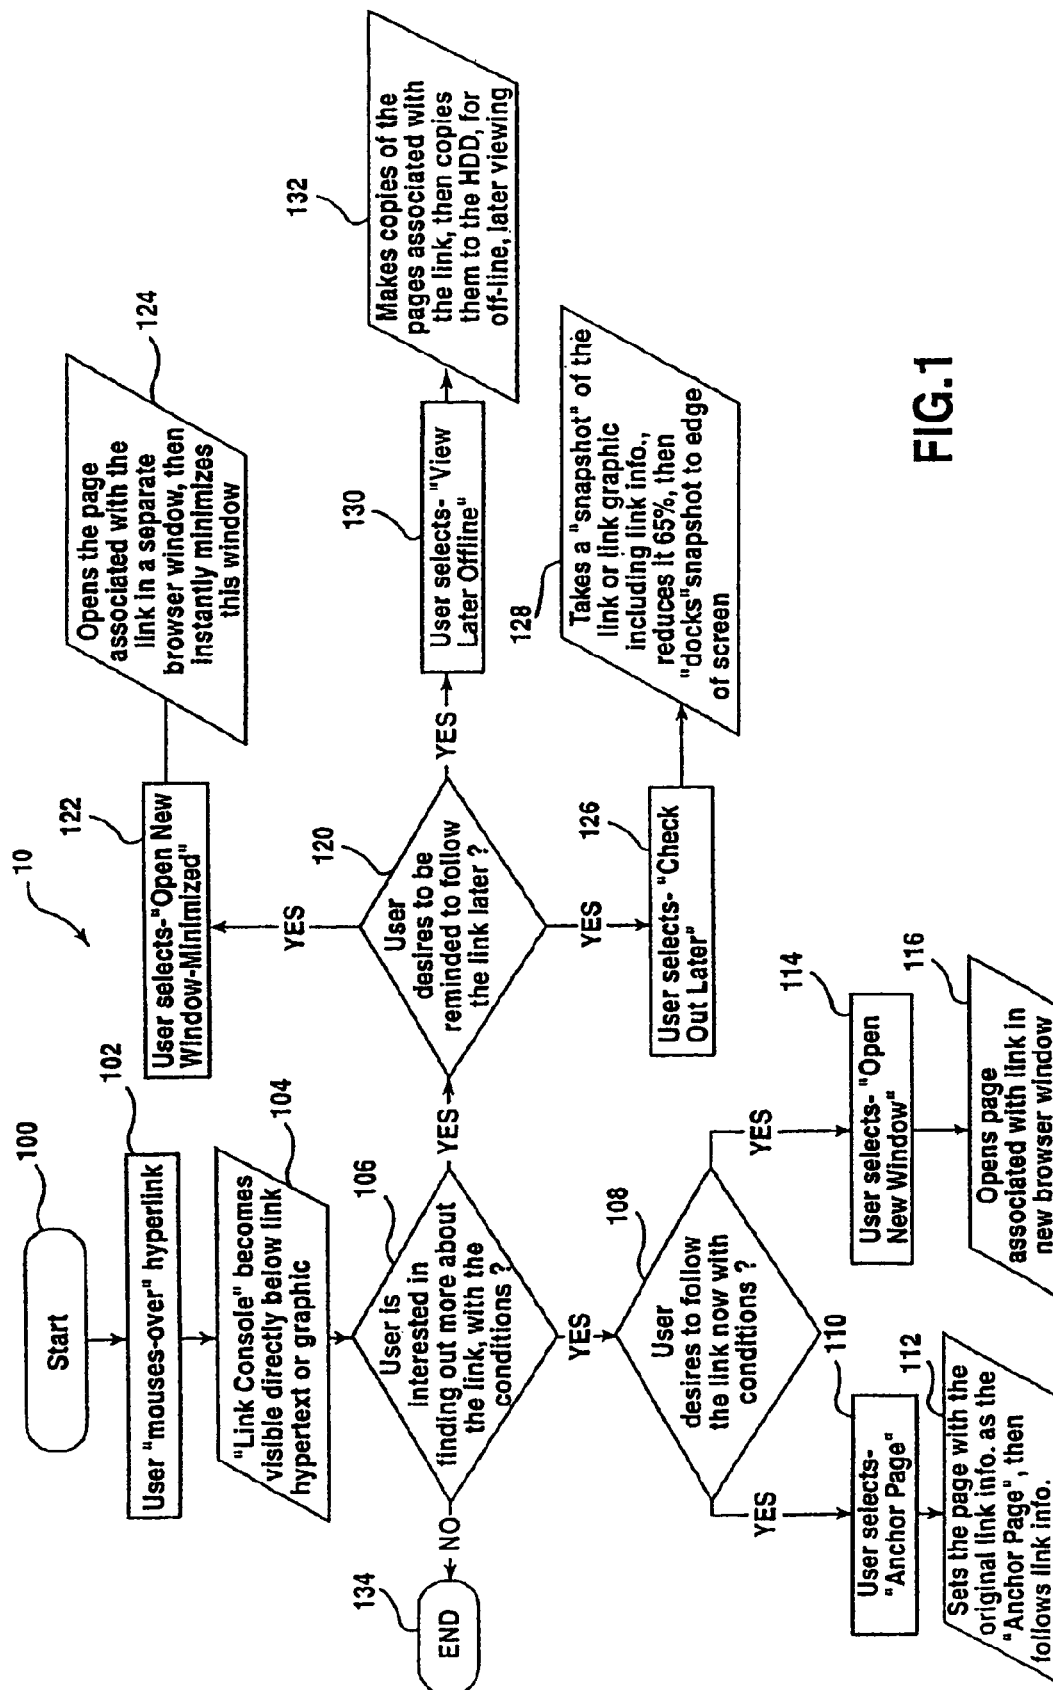 10
100
Start
102
User "mouses-over" hyperlink
104
"Link Console" becomes
visible directly below link
hypertext or graphic
106
User is
interested in
finding out more about
the link, with the
conditions ?
NO
134
END
YES
YES
108
User
desires to follow
the link now with
conditions ?
YES
110
User selects-
"Anchor Page"
112
Sets the page with the
original link info. as the
"Anchor Page", then
follows link info.
YES
114
User selects- "Open
New Window"
116
Opens page
associated with link in
new browser window
120
User
desires to be
reminded to follow
the link later ?
YES
122
User selects-"Open New
Window-Minimized"
124
Opens the page
associated with the
link in a separate
browser window, then
instantly minimizes
this window
YES
126
User selects- "Check
Out Later"
128
Takes a "snapshot" of the
link or link graphic
including link info.,
reduces it 65%, then
"docks"snapshot to edge
of screen
YES
130
User selects- "View
Later Offline"
132
Makes copies of the
pages associated with
the link, then copies
them to the HDD, for
off-line, later viewing
FIG.1